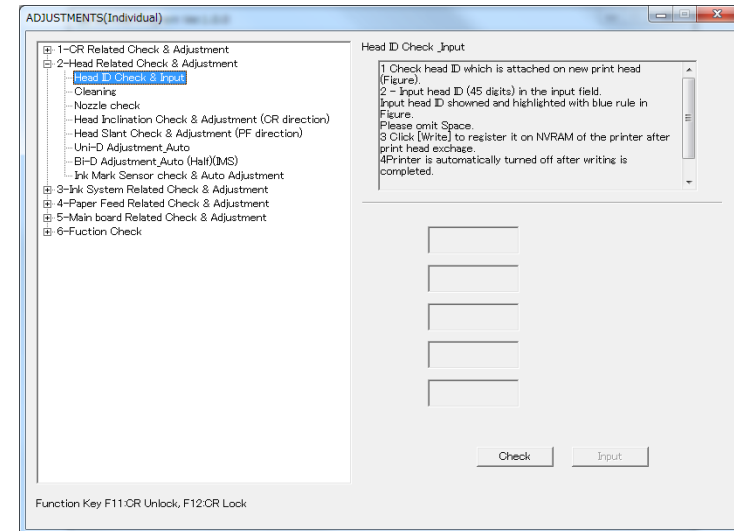 ADJUSTMENTS(Individual)
1-CR Related Check & Adjustment
2-Head Related Check & Adjustment
Head ID Check & Input
Cleaning
Nozzle check
Head Inclination Check & Adjustment (CR direction)
Head Slant Check & Adjustment (PF direction)
Uni-D Adjustment_Auto
Bi-D Adjustment_Auto (Half)(IMS)
Ink Mark Sensor check & Auto Adjustment
3-Ink System Related Check & Adjustment
4-Paper Feed Related Check & Adjustment
5-Main board Related Check & Adjustment
6-Fuction Check
Head ID Check _Input
1 Check head ID which is attached on new print head
(Figure).
2 - Input head ID (45 digits) in the input field.
Input head ID showned and highlighted with blue rule in
Figure.
Please omit Space.
3 Click [Write] to register it on NVRAM of the printer after
print head exchage.
4Printer is automatically turned off after writing is
completed.
Check
Input
Function Key F11:CR Unlock, F12:CR Lock